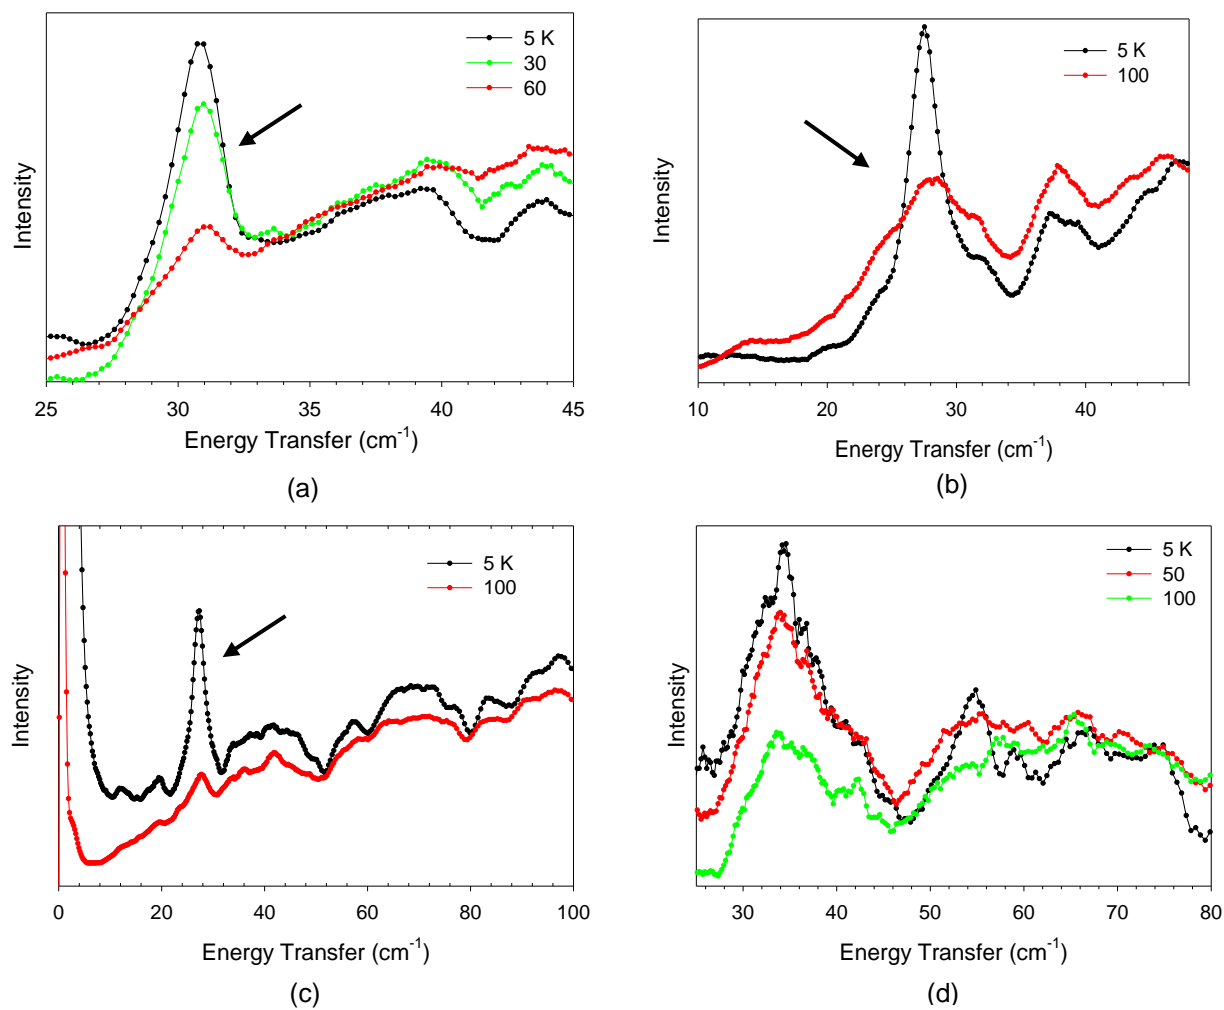 5 K
30
60
Intensity
25 30 35 40 45
Energy Transfer (cm⁻¹)
(a)
5 K
100
Intensity
10 20 30 40
Energy Transfer (cm⁻¹)
(b)
5 K
100
Intensity
0 20 40 60 80 100
Energy Transfer (cm⁻¹)
(c)
5 K
50
100
Intensity
30 40 50 60 70 80
Energy Transfer (cm⁻¹)
(d)